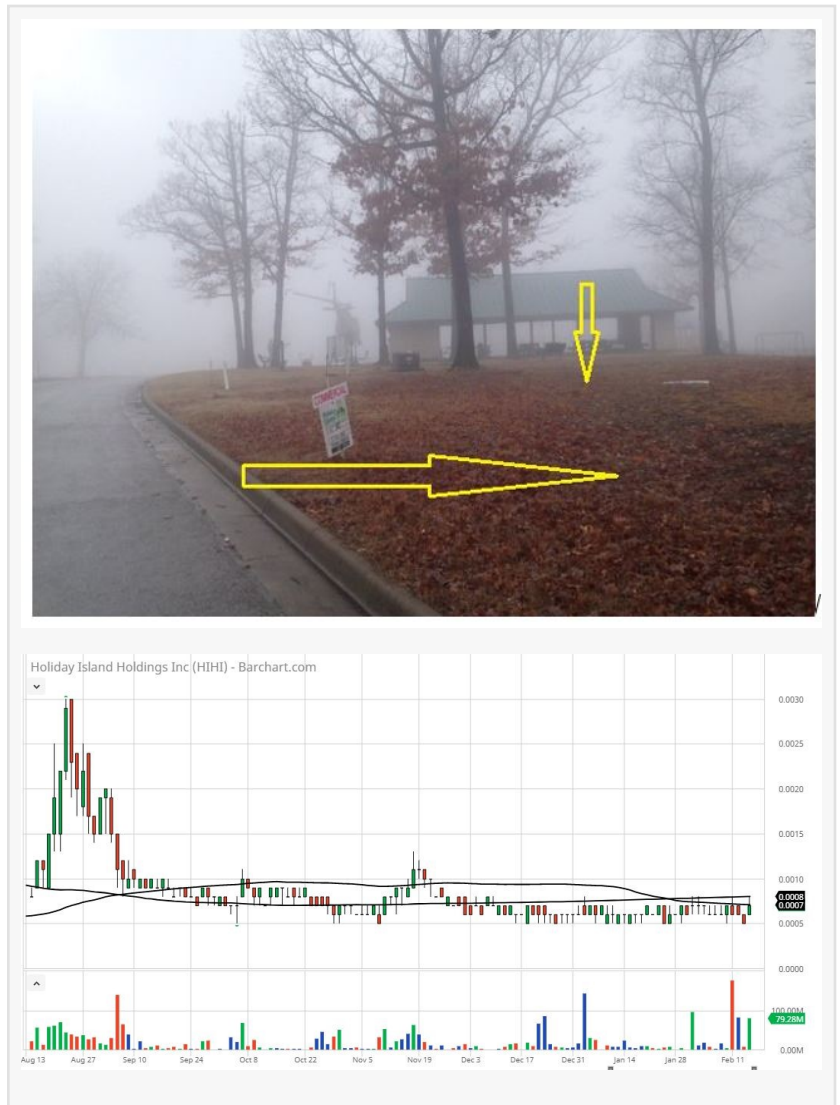 COMMERCIAL
Holiday Island Holdings Inc (HIHI) - Barchart.com
0.0030
0.0025
0.0020
0.0015
0.0010
0.0008
0.0007
0.0005
0.0000
100.00M
79.28M
0.00M
Aug 13 Aug 27 Sep 10 Sep 24 Oct 8 Oct 22 Nov 5 Nov 19 Dec 3 Dec 17 Dec 31 Jan 14 Jan 28 Feb 11